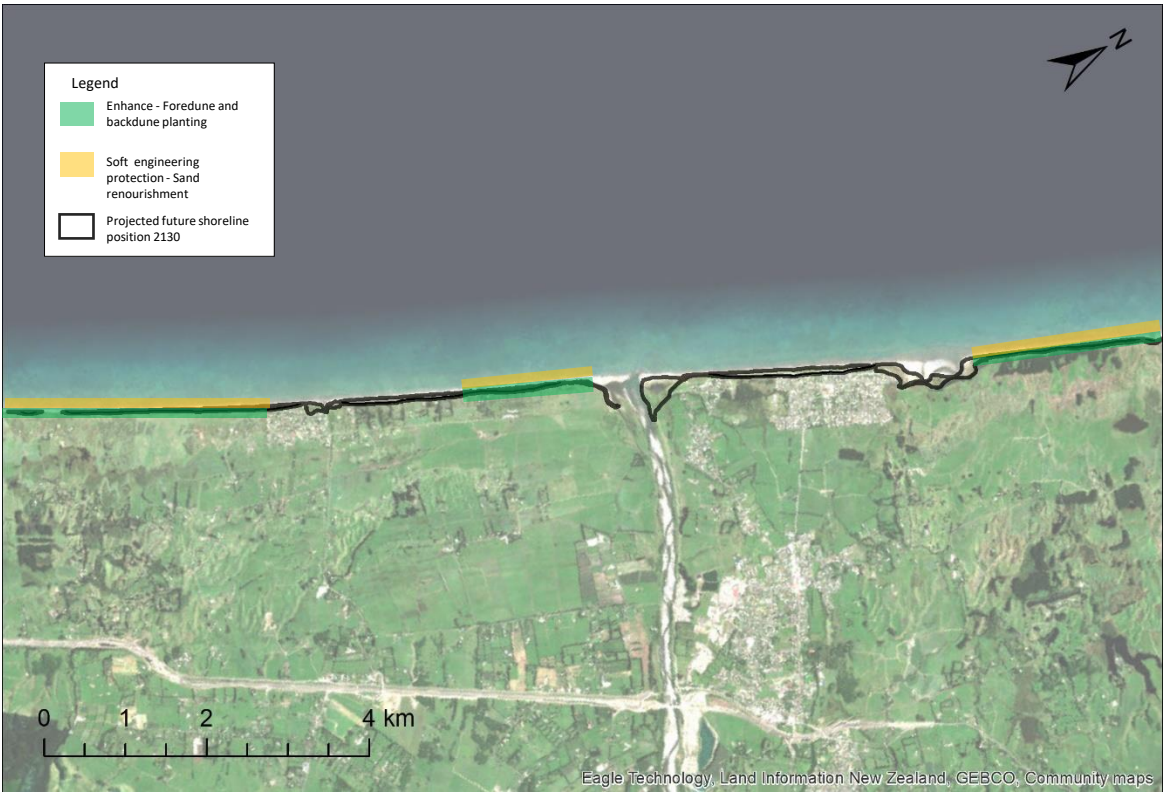 N
Legend
Enhance - Foredune and
backdune planting
Soft engineering
protection - Sand
renourishment
Projected future shoreline
position 2130
0 1 2 4 km
Eagle Technology, Land Information New Zealand, GEBCO, Community maps